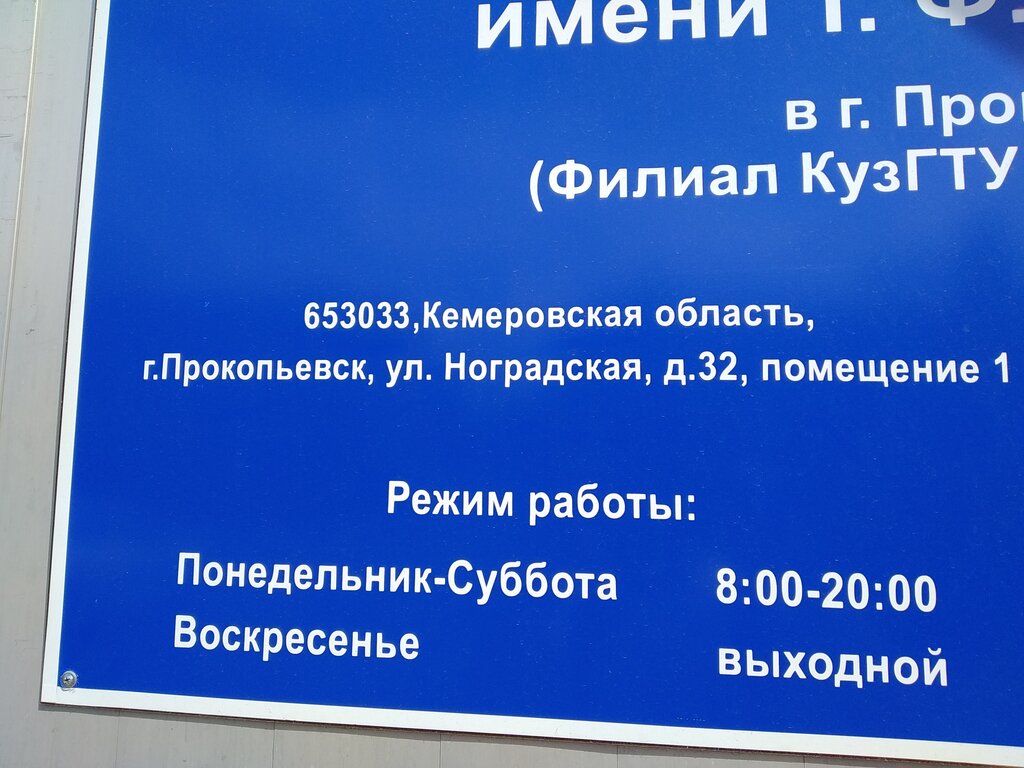 имени Т. Ф.
в г. Про
(Филиал КузГТУ
653033,Кемеровская область,
г.Прокопьевск, ул. Ноградская, д.32, помещение 1
Режим работы:
Понедельник-Суббота 8:00-20:00
Воскресенье выходной